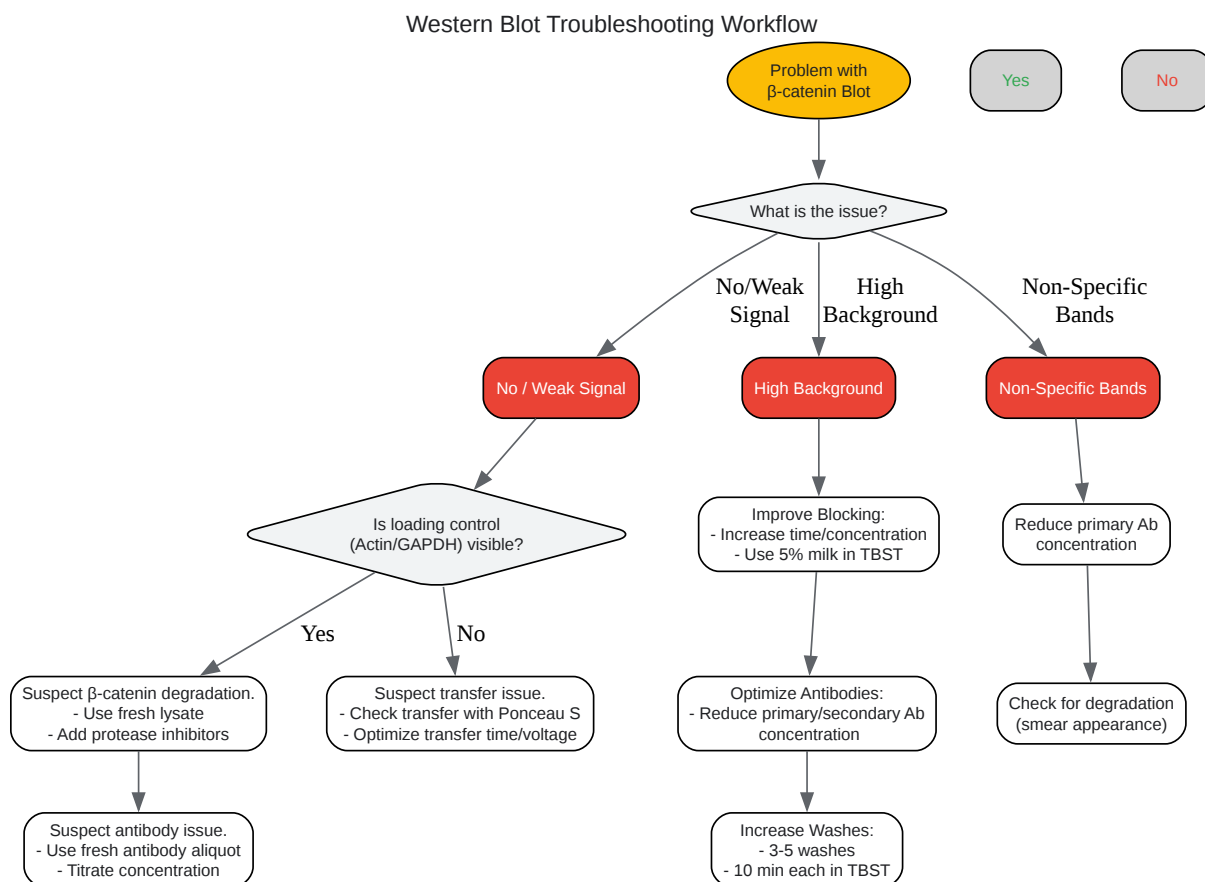 Western Blot Troubleshooting Workflow
Problem with
β-catenin Blot
Yes
No
What is the issue?
No/Weak
Signal
High
Background
Non-Specific
Bands
No / Weak Signal
High Background
Non-Specific Bands
Is loading control
(Actin/GAPDH) visible?
Improve Blocking:
- Increase time/concentration
- Use 5% milk in TBST
Reduce primary Ab
concentration
Yes
No
Suspect β-catenin degradation.
- Use fresh lysate
- Add protease inhibitors
Suspect transfer issue.
- Check transfer with Ponceau S
- Optimize transfer time/voltage
Optimize Antibodies:
- Reduce primary/secondary Ab
concentration
Check for degradation
(smear appearance)
Suspect antibody issue.
- Use fresh antibody aliquot
- Titrate concentration
Increase Washes:
- 3-5 washes
- 10 min each in TBST